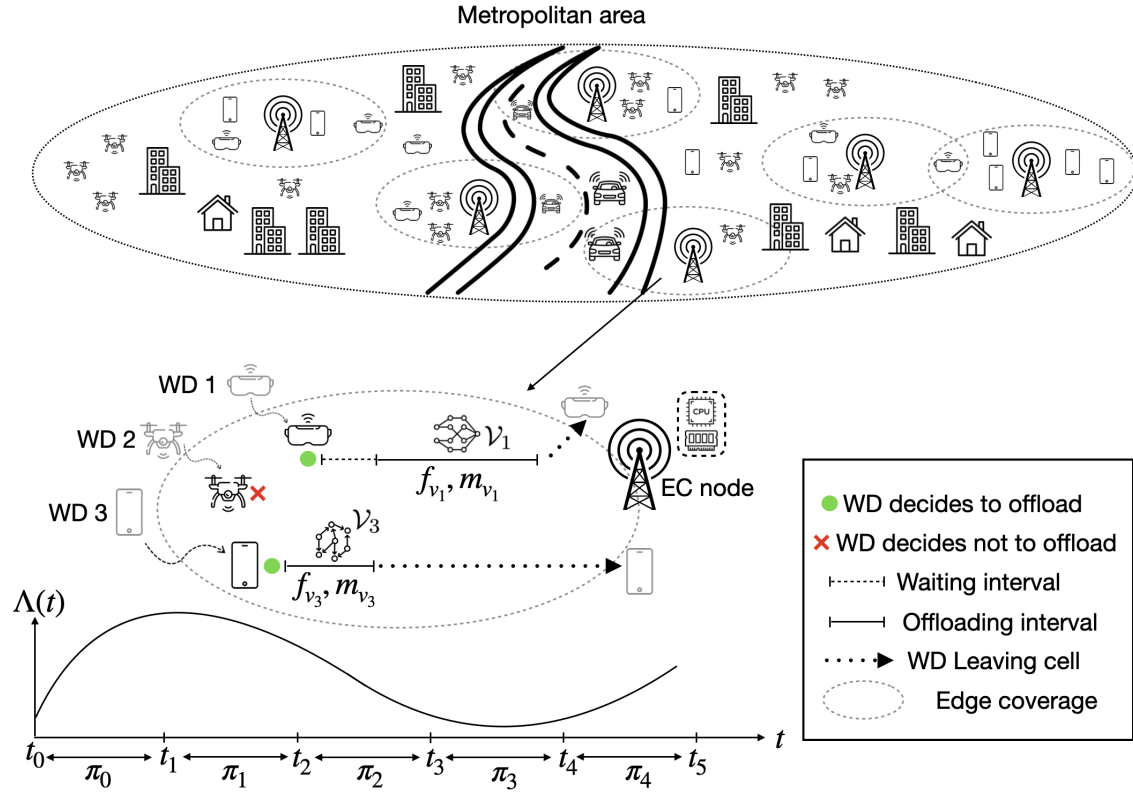 Metropolitan area
WD 1
WD 2
WD 3
𝒱₁
f_{v₁}, m_{v₁}
𝒱₃
f_{v₃}, m_{v₃}
CPU
EC node
WD decides to offload
WD decides not to offload
Waiting interval
Offloading interval
WD Leaving cell
Edge coverage
Λ(t)
t
t₀ t₁ t₂ t₃ t₄ t₅
π₀ π₁ π₂ π₃ π₄